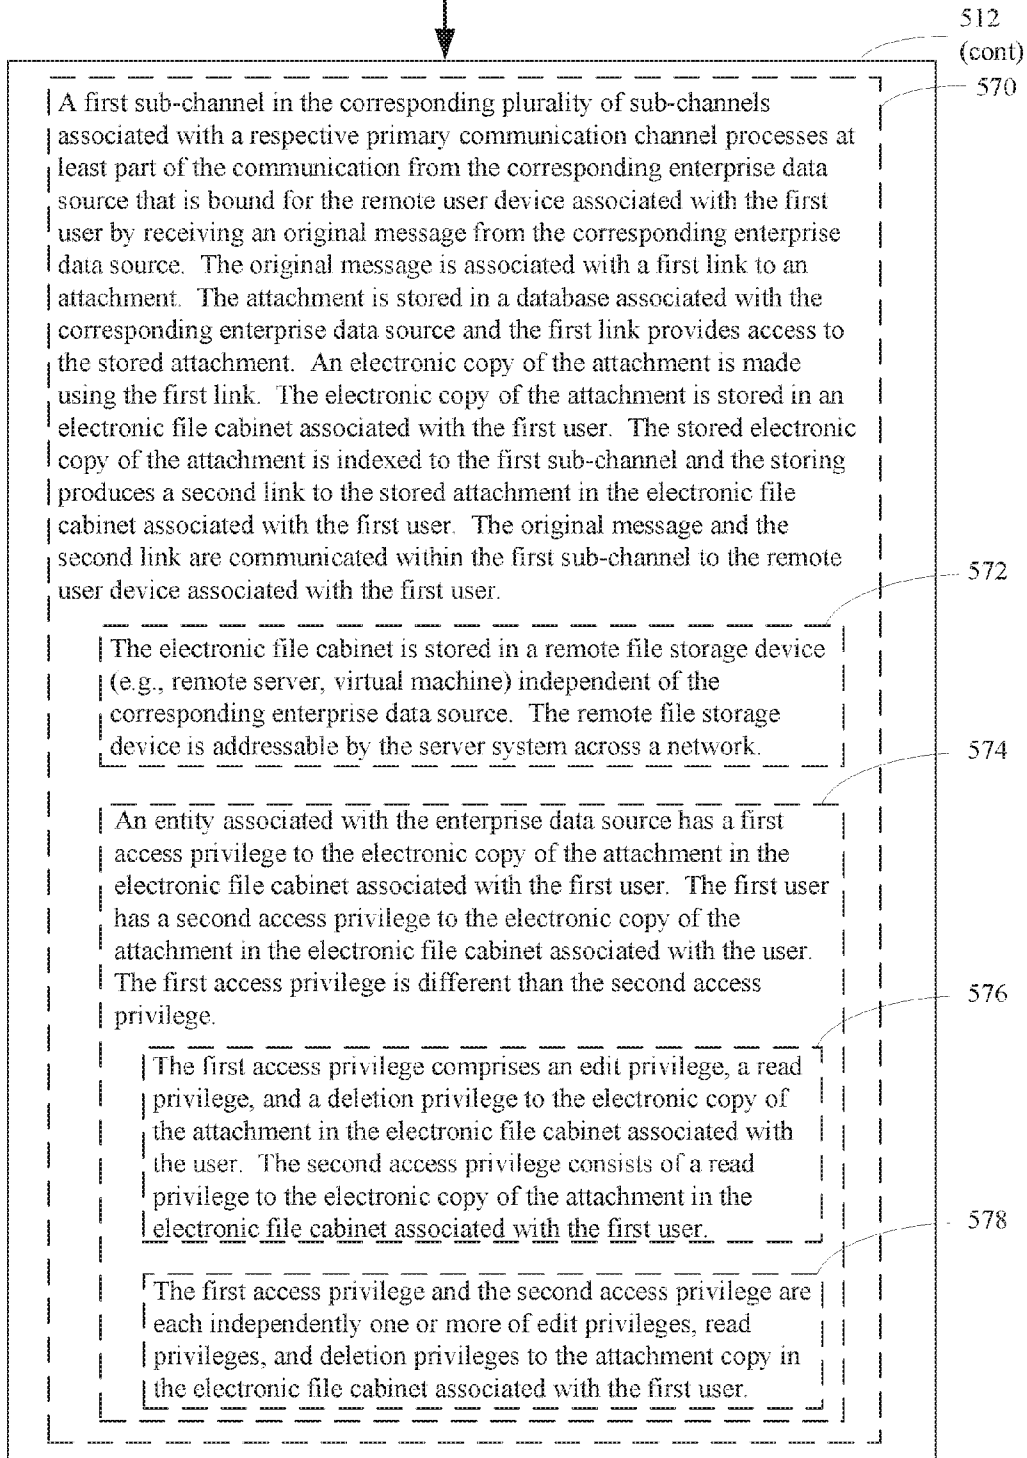 512
(cont)
570
A first sub-channel in the corresponding plurality of sub-channels
associated with a respective primary communication channel processes at
least part of the communication from the corresponding enterprise data
source that is bound for the remote user device associated with the first
user by receiving an original message from the corresponding enterprise
data source.  The original message is associated with a first link to an
attachment.  The attachment is stored in a database associated with the
corresponding enterprise data source and the first link provides access to
the stored attachment.  An electronic copy of the attachment is made
using the first link.  The electronic copy of the attachment is stored in an
electronic file cabinet associated with the first user.  The stored electronic
copy of the attachment is indexed to the first sub-channel and the storing
produces a second link to the stored attachment in the electronic file
cabinet associated with the first user.  The original message and the
second link are communicated within the first sub-channel to the remote
user device associated with the first user.
572
The electronic file cabinet is stored in a remote file storage device
(e.g., remote server, virtual machine) independent of the
corresponding enterprise data source.  The remote file storage
device is addressable by the server system across a network.
574
An entity associated with the enterprise data source has a first
access privilege to the electronic copy of the attachment in the
electronic file cabinet associated with the first user.  The first user
has a second access privilege to the electronic copy of the
attachment in the electronic file cabinet associated with the user.
The first access privilege is different than the second access
privilege.
576
The first access privilege comprises an edit privilege, a read
privilege, and a deletion privilege to the electronic copy of
the attachment in the electronic file cabinet associated with
the user.  The second access privilege consists of a read
privilege to the electronic copy of the attachment in the
electronic file cabinet associated with the first user.
578
The first access privilege and the second access privilege are
each independently one or more of edit privileges, read
privileges, and deletion privileges to the attachment copy in
the electronic file cabinet associated with the first user.